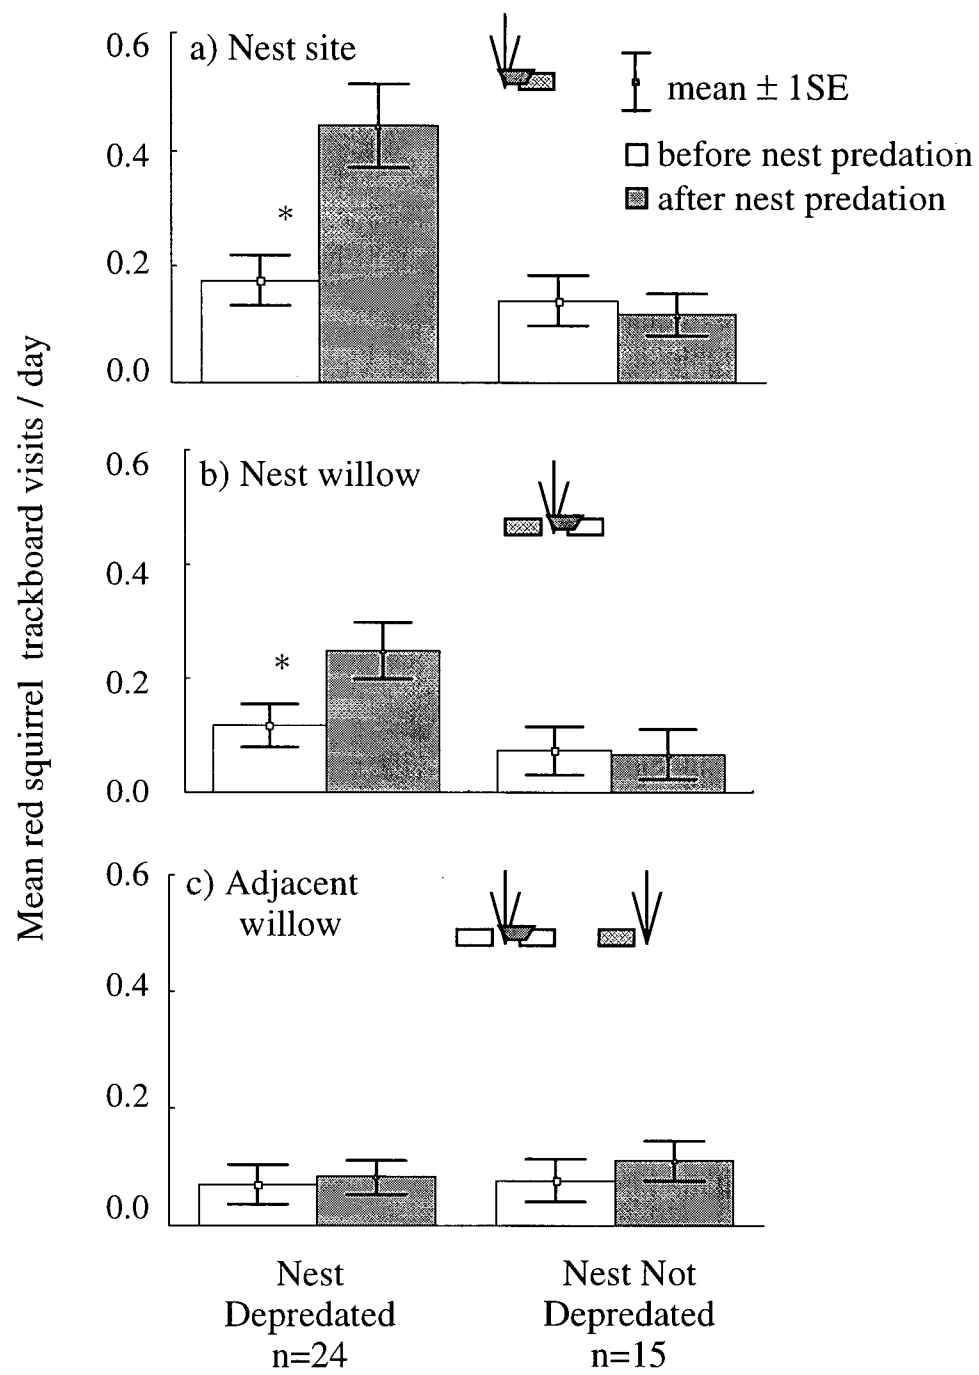 Mean red squirrel trackboard visits / day
a) Nest site
0.6
0.4
0.2
0.0
mean ± 1SE
before nest predation
after nest predation
*
b) Nest willow
0.6
0.4
0.2
0.0
*
c) Adjacent
willow
0.6
0.4
0.2
0.0
Nest
Depredated
n=24
Nest Not
Depredated
n=15